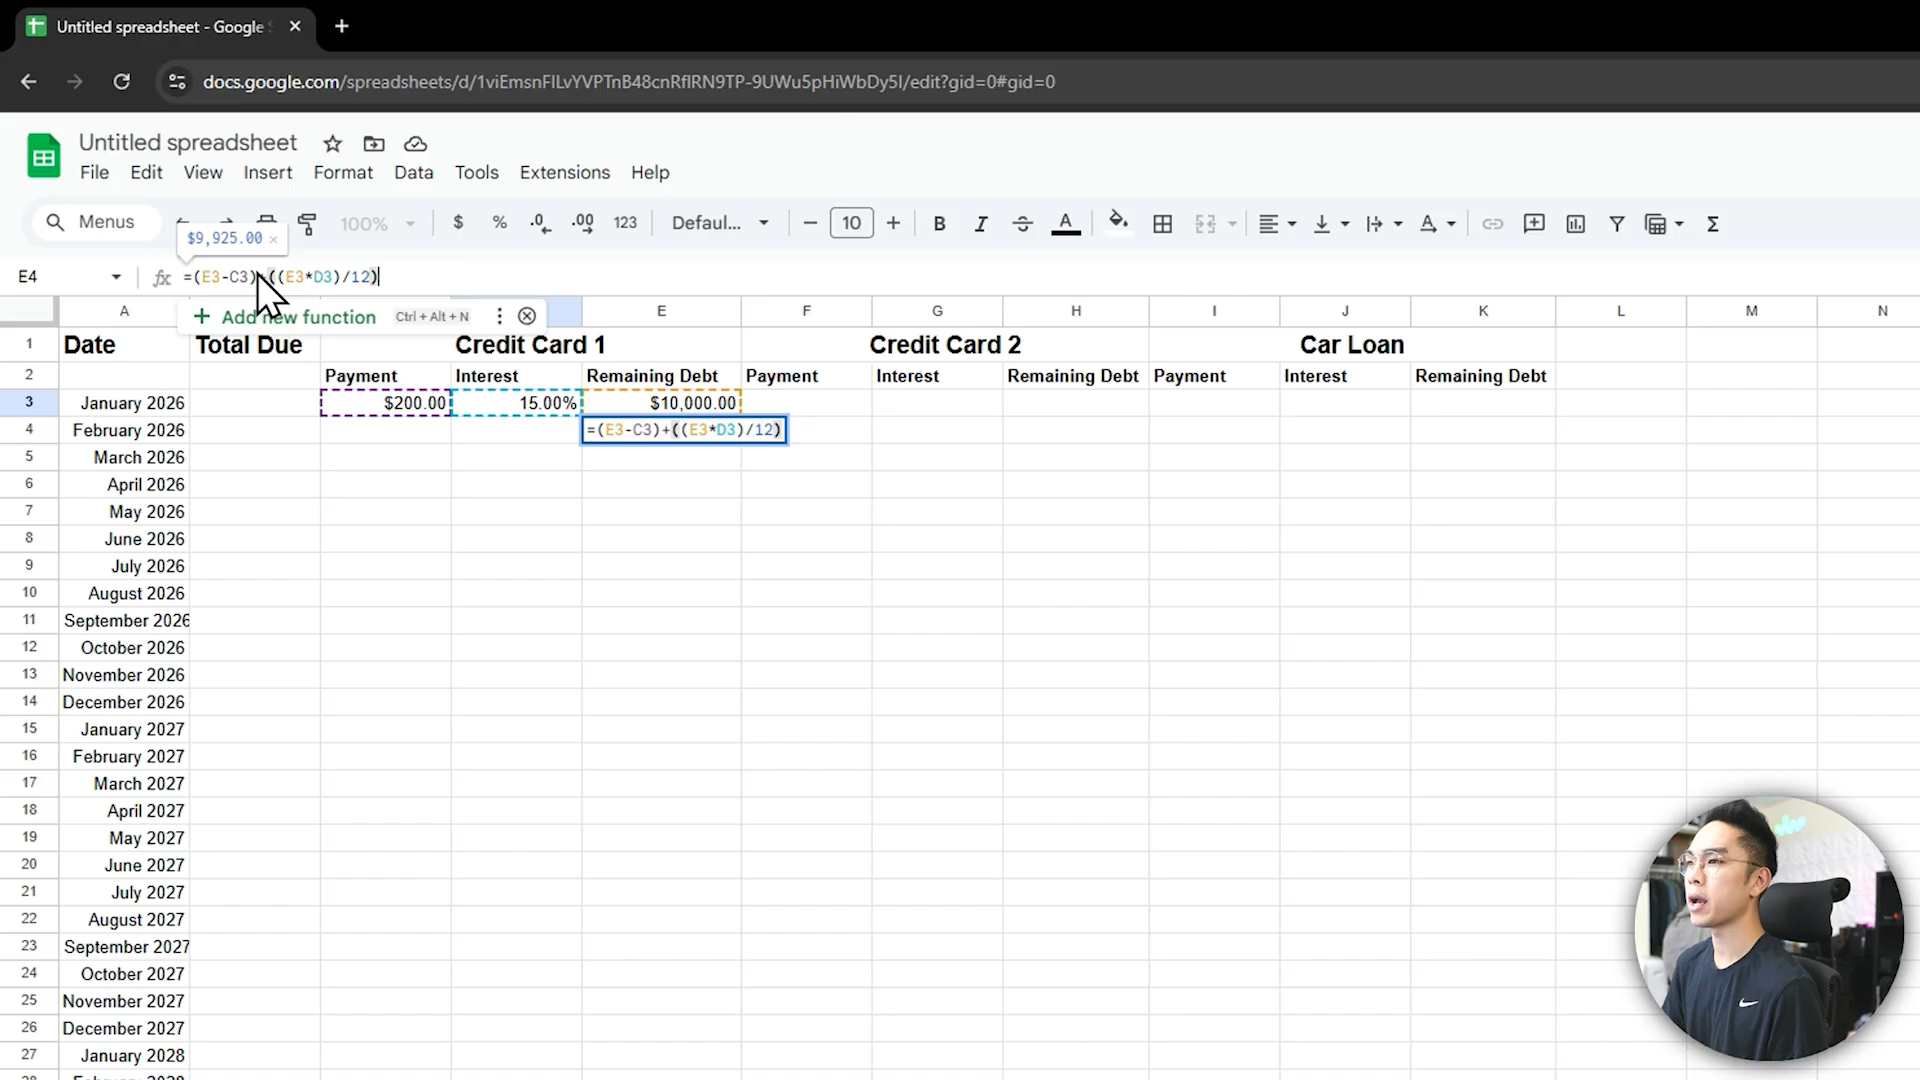 Untitled spreadsheet - Google
docs.google.com/spreadsheets/d/1viEmsnFlLvYVPTnB48cnRflRN9TP-9UWu5pHiWbDy5I/edit?gid=0#gid=0
Untitled spreadsheet
File Edit View Insert Format Data Tools Extensions Help
Menus 100% $ % .0 .00 123 Defaul... 10 B I A
$9,925.00 ×
E4 fx =(E3-C3)+((E3*D3)/12)
Add new function Ctrl + Alt + N
A E F G H I J K L M N
1 Date Total Due Credit Card 1 Credit Card 2 Car Loan
2 Payment Interest Remaining Debt Payment Interest Remaining Debt Payment Interest Remaining Debt
3 January 2026 $200.00 15.00% $10,000.00
4 February 2026 =(E3-C3)+((E3*D3)/12)
5 March 2026
6 April 2026
7 May 2026
8 June 2026
9 July 2026
10 August 2026
11 September 2026
12 October 2026
13 November 2026
14 December 2026
15 January 2027
16 February 2027
17 March 2027
18 April 2027
19 May 2027
20 June 2027
21 July 2027
22 August 2027
23 September 2027
24 October 2027
25 November 2027
26 December 2027
27 January 2028